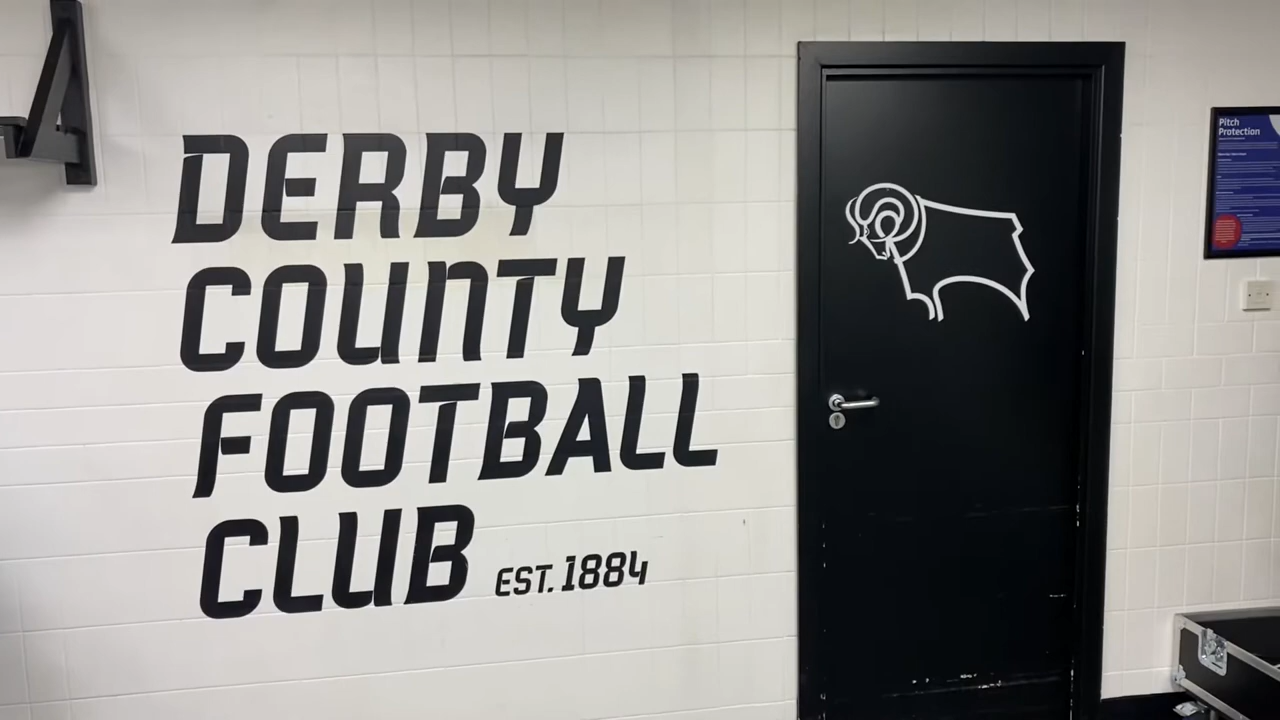 DERBY
COUNTY
FOOTBALL
CLUB EST. 1884
Pitch
Protection